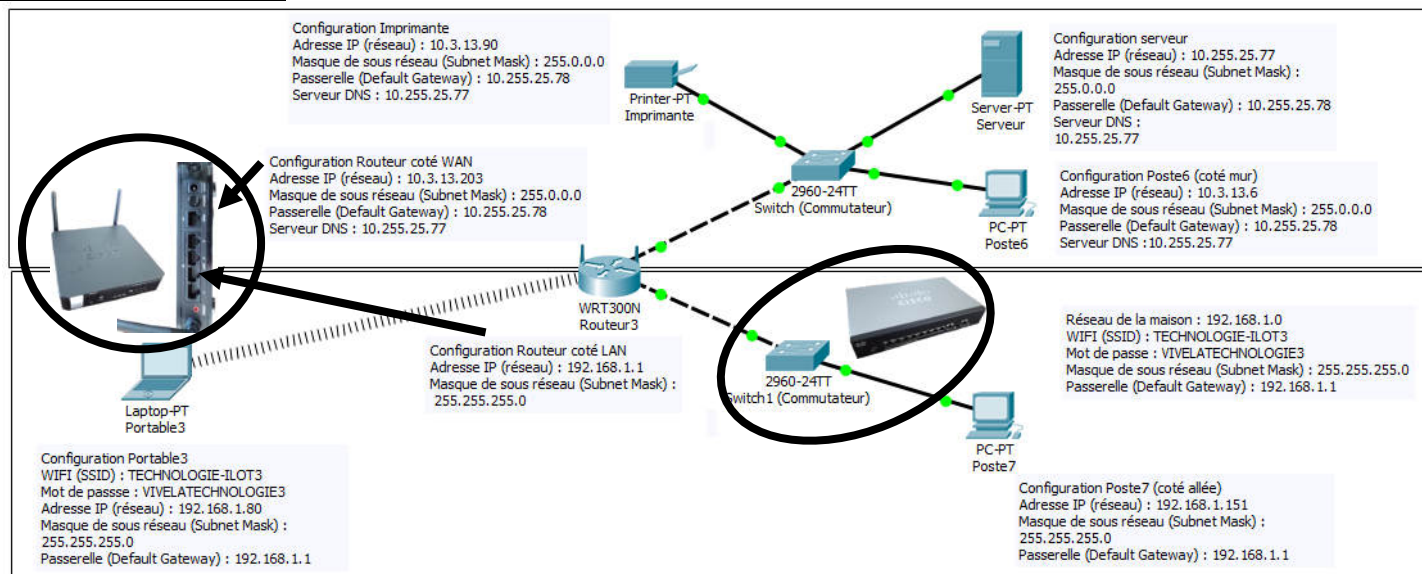 Configuration Imprimante
Adresse IP (réseau) : 10.3.13.90
Masque de sous réseau (Subnet Mask) : 255.0.0.0
Passerelle (Default Gateway) : 10.255.25.78
Serveur DNS : 10.255.25.77
Printer-PT
Imprimante
Server-PT
Serveur
Configuration serveur
Adresse IP (réseau) : 10.255.25.77
Masque de sous réseau (Subnet Mask) :
255.0.0.0
Passerelle (Default Gateway) : 10.255.25.78
Serveur DNS :
10.255.25.77
Configuration Routeur coté WAN
Adresse IP (réseau) : 10.3.13.203
Masque de sous réseau (Subnet Mask) : 255.0.0.0
Passerelle (Default Gateway) : 10.255.25.78
Serveur DNS : 10.255.25.77
2960-24TT
Switch (Commutateur)
PC-PT
Poste6
Configuration Poste6 (coté mur)
Adresse IP (réseau) : 10.3.13.6
Masque de sous réseau (Subnet Mask) : 255.0.0.0
Passerelle (Default Gateway) : 10.255.25.78
Serveur DNS :10.255.25.77
WRT300N
Routeur3
Configuration Routeur coté LAN
Adresse IP (réseau) : 192.168.1.1
Masque de sous réseau (Subnet Mask) :
255.255.255.0
2960-24TT
Switch1 (Commutateur)
Réseau de la maison : 192.168.1.0
WIFI (SSID) : TECHNOLOGIE-ILOT3
Mot de passe : VIVELATECHNOLOGIE3
Masque de sous réseau (Subnet Mask) : 255.255.255.0
Passerelle (Default Gateway) : 192.168.1.1
Laptop-PT
Portable3
PC-PT
Poste7
Configuration Portable3
WIFI (SSID) : TECHNOLOGIE-ILOT3
Mot de passse : VIVELATECHNOLOGIE3
Adresse IP (réseau) : 192.168.1.80
Masque de sous réseau (Subnet Mask) :
255.255.255.0
Passerelle (Default Gateway) : 192.168.1.1
Configuration Poste7 (coté allée)
Adresse IP (réseau) : 192.168.1.151
Masque de sous réseau (Subnet Mask) :
255.255.255.0
Passerelle (Default Gateway) : 192.168.1.1